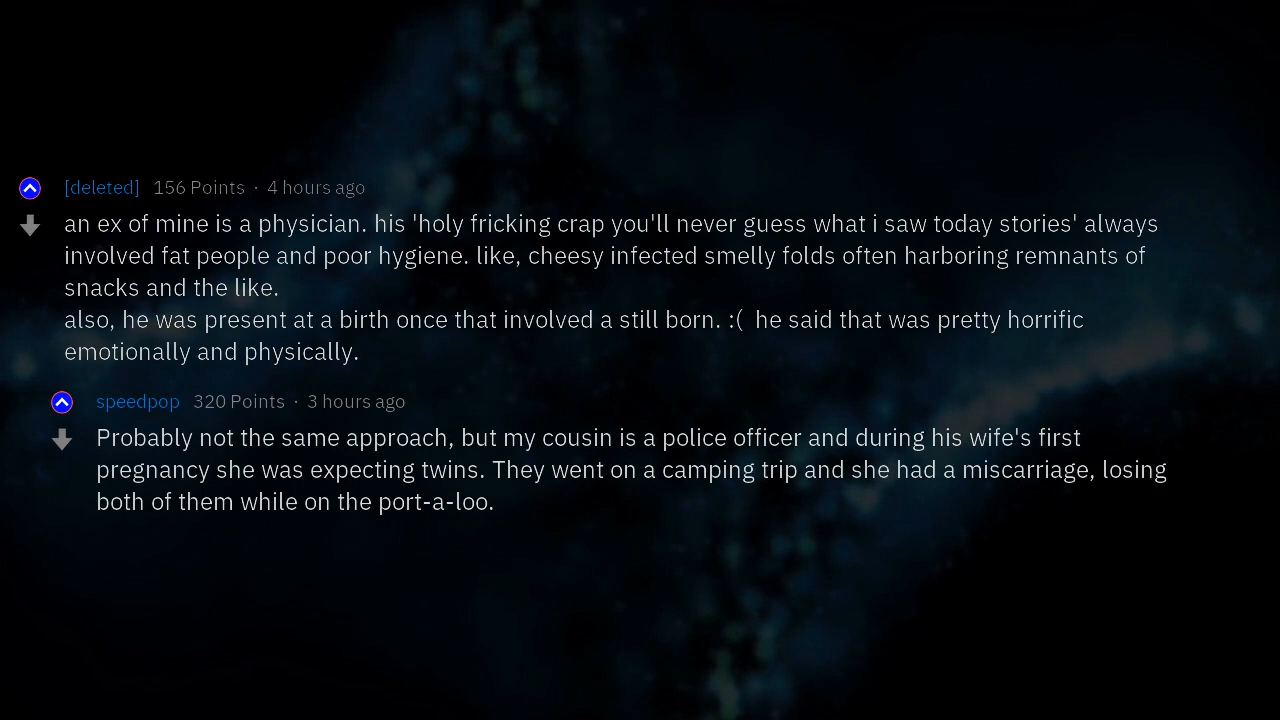 [deleted] 156 Points · 4 hours ago
an ex of mine is a physician. his 'holy fricking crap you'll never guess what i saw today stories' always
involved fat people and poor hygiene. like, cheesy infected smelly folds often harboring remnants of
snacks and the like.
also, he was present at a birth once that involved a still born. :(  he said that was pretty horrific
emotionally and physically.
speedpop 320 Points · 3 hours ago
Probably not the same approach, but my cousin is a police officer and during his wife's first
pregnancy she was expecting twins. They went on a camping trip and she had a miscarriage, losing
both of them while on the port-a-loo.